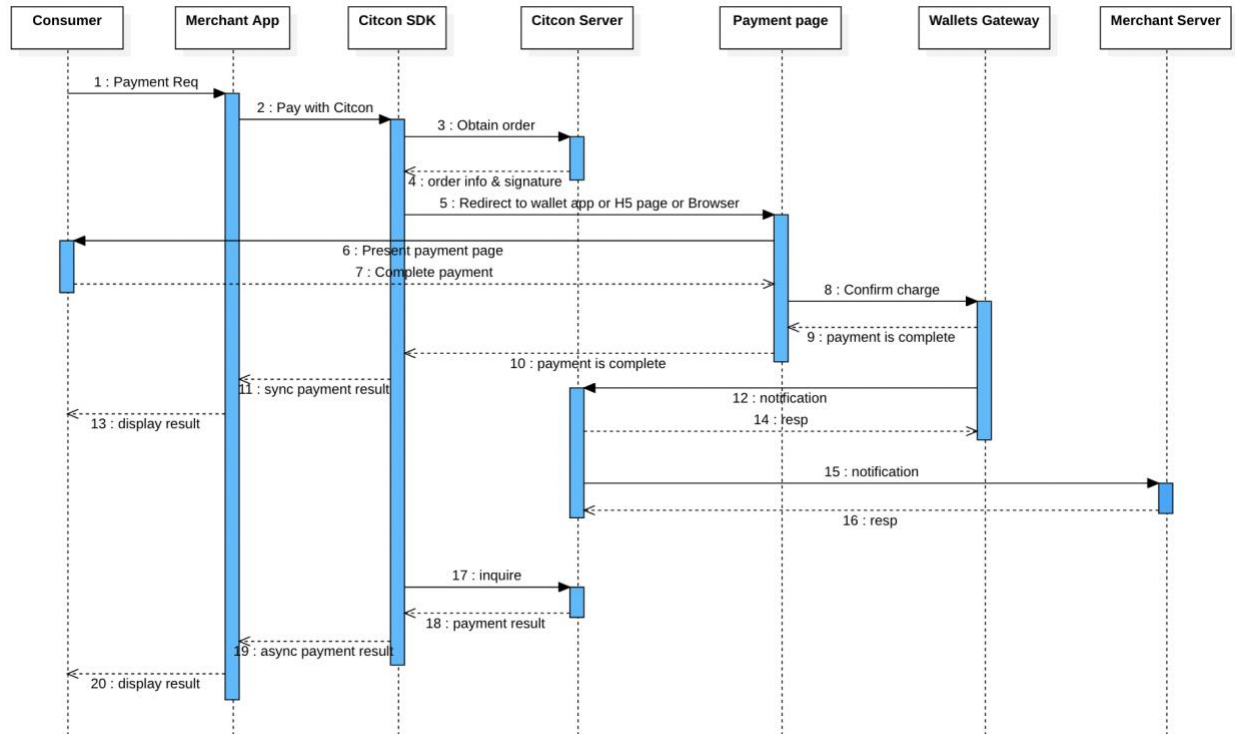 Consumer
Merchant App
Citcon SDK
Citcon Server
Payment page
Wallets Gateway
Merchant Server
1 : Payment Req
2 : Pay with Citcon
3 : Obtain order
4 : order info & signature
5 : Redirect to wallet app or H5 page or Browser
6 : Present payment page
7 : Complete payment
8 : Confirm charge
9 : payment is complete
10 : payment is complete
11 : sync payment result
12 : notification
13 : display result
14 : resp
15 : notification
16 : resp
17 : inquire
18 : payment result
19 : async payment result
20 : display result